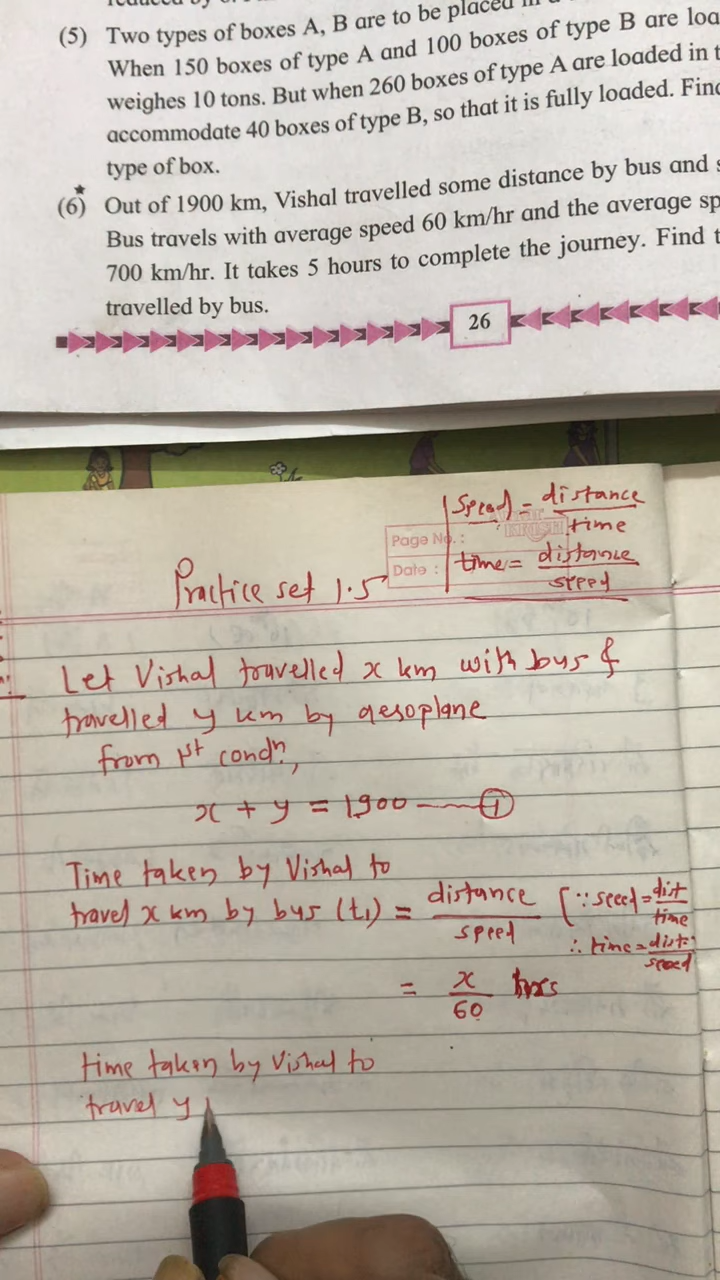 (5) Two types of boxes A, B are to be placed in a
When 150 boxes of type A and 100 boxes of type B are loa
weighes 10 tons. But when 260 boxes of type A are loaded in t
accommodate 40 boxes of type B, so that it is fully loaded. Find
type of box.
(6)* Out of 1900 km, Vishal travelled some distance by bus and s
Bus travels with average speed 60 km/hr and the average sp
700 km/hr. It takes 5 hours to complete the journey. Find t
travelled by bus.
26
speed = distance/time
Page No. :
Date :
time = distance/speed
Practice set 1.5
Let Vishal travelled x km with bus &
travelled y km by aesoplane
from 1st condn,
x + y = 1900 —— ①
Time taken by Vishal to
travel x km by bus (t₁) = distance/speed [∵ speed = dist/time
∴ time = dist/speed
= x/60 hrs
time taken by Vishal to
travel y